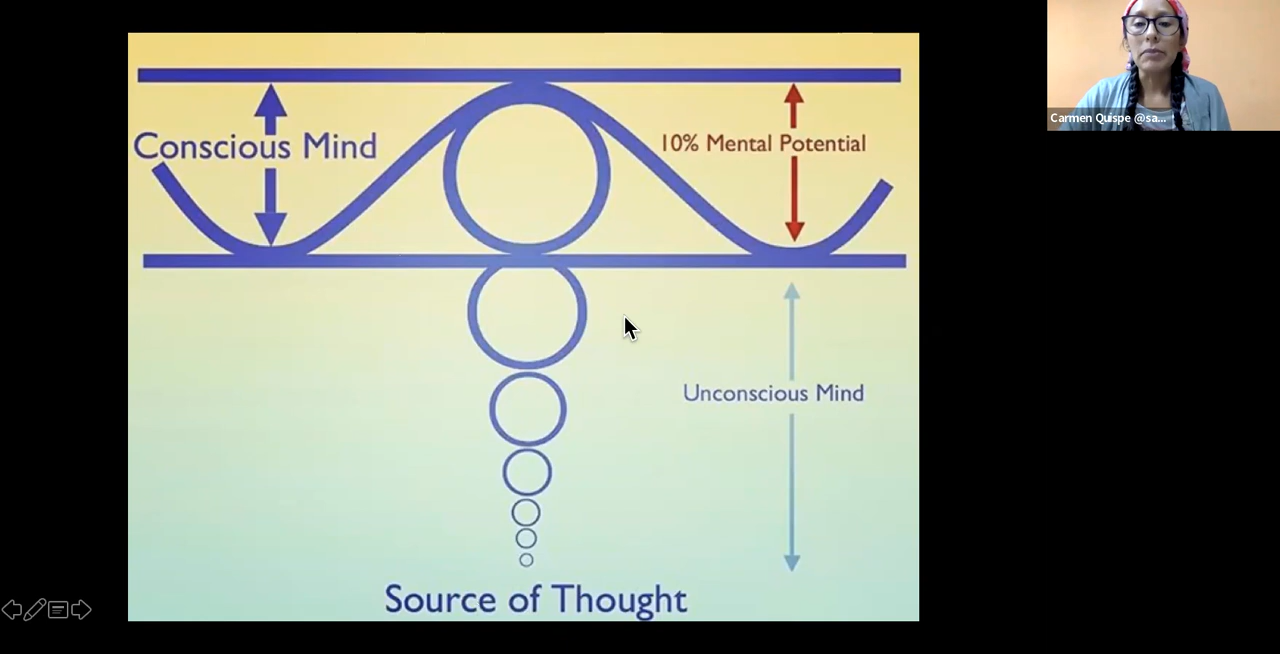 Conscious Mind
10% Mental Potential
Unconscious Mind
Source of Thought
Carmen Quispe @sa...